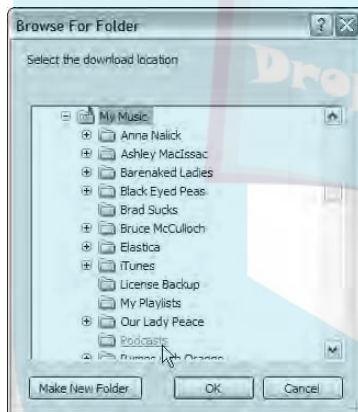 Browse For Folder
Select the download location
My Music
Anna Nalick
Ashley MacIssac
Barenaked Ladies
Black Eyed Peas
Brad Sucks
Bruce McCulloch
Elastica
iTunes
License Backup
My Playlists
Our Lady Peace
Podcasts
Make New Folder
OK
Cancel